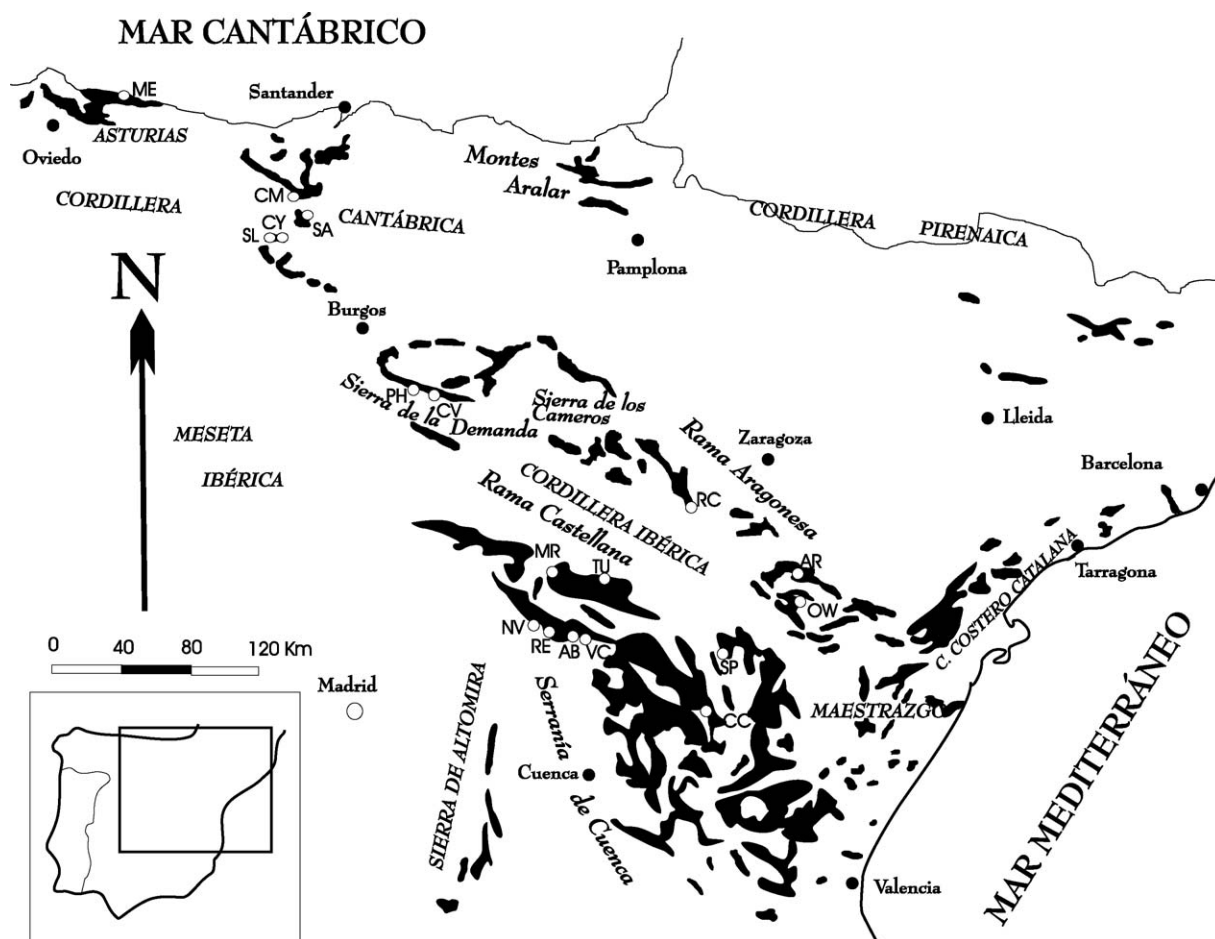 MAR CANTÁBRICO
ME
Santander
ASTURIAS
Oviedo
Montes
Aralar
CORDILLERA
CM
CANTÁBRICA
CORDILLERA
PIRENAICA
CY
SL
SA
N
Pamplona
Burgos
PH
CV
Sierra de la Demanda
Sierra de los
Cameros
Lleida
MESETA
IBÉRICA
Rama Aragonesa
Zaragoza
Barcelona
CORDILLERA IBÉRICA
Rama Castellana
RC
MR
TU
AR
OW
Tarragona
C. COSTERO CATALANA
NV
RE
AB
VC
SP
0
40
80
120 Km
Madrid
CC
MAESTRAZGO
SIERRA DE ALTOMIRA
Serranía
de Cuenca
Cuenca
Valencia
MAR MEDITERRÁNEO